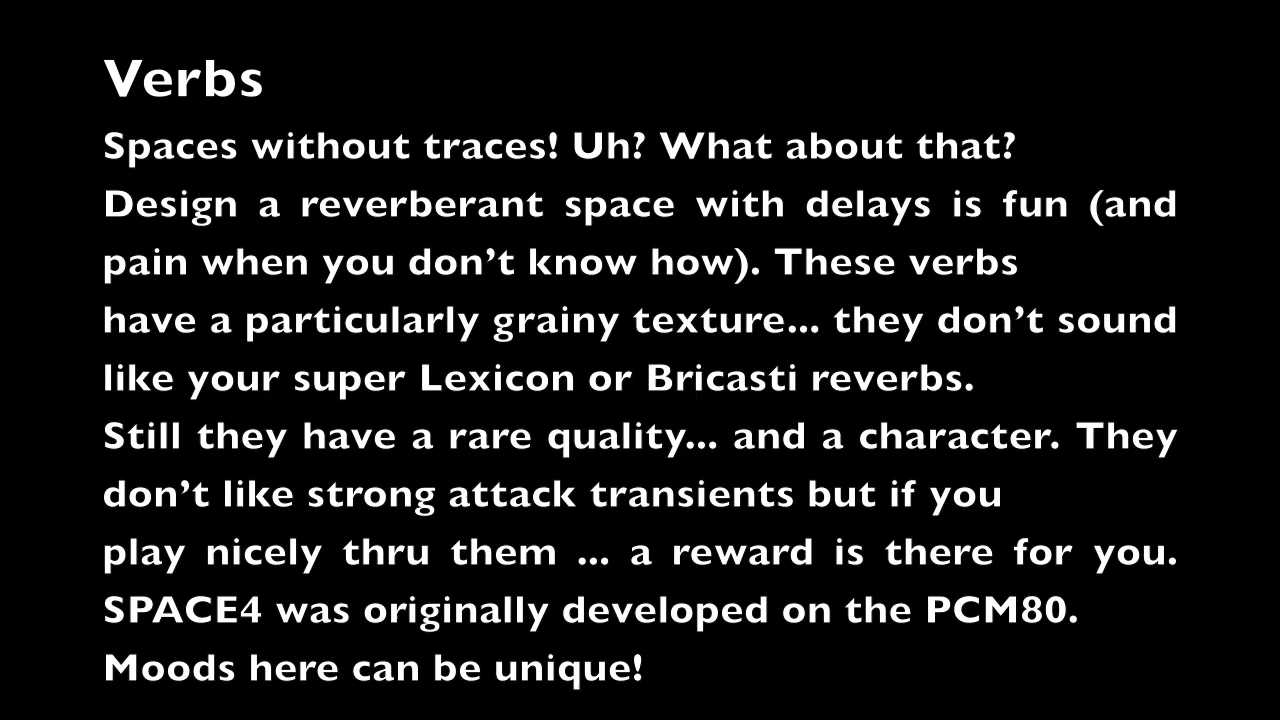 Verbs
Spaces without traces! Uh? What about that?
Design a reverberant space with delays is fun (and
pain when you don’t know how). These verbs
have a particularly grainy texture... they don’t sound
like your super Lexicon or Bricasti reverbs.
Still they have a rare quality... and a character. They
don’t like strong attack transients but if you
play nicely thru them ... a reward is there for you.
SPACE4 was originally developed on the PCM80.
Moods here can be unique!